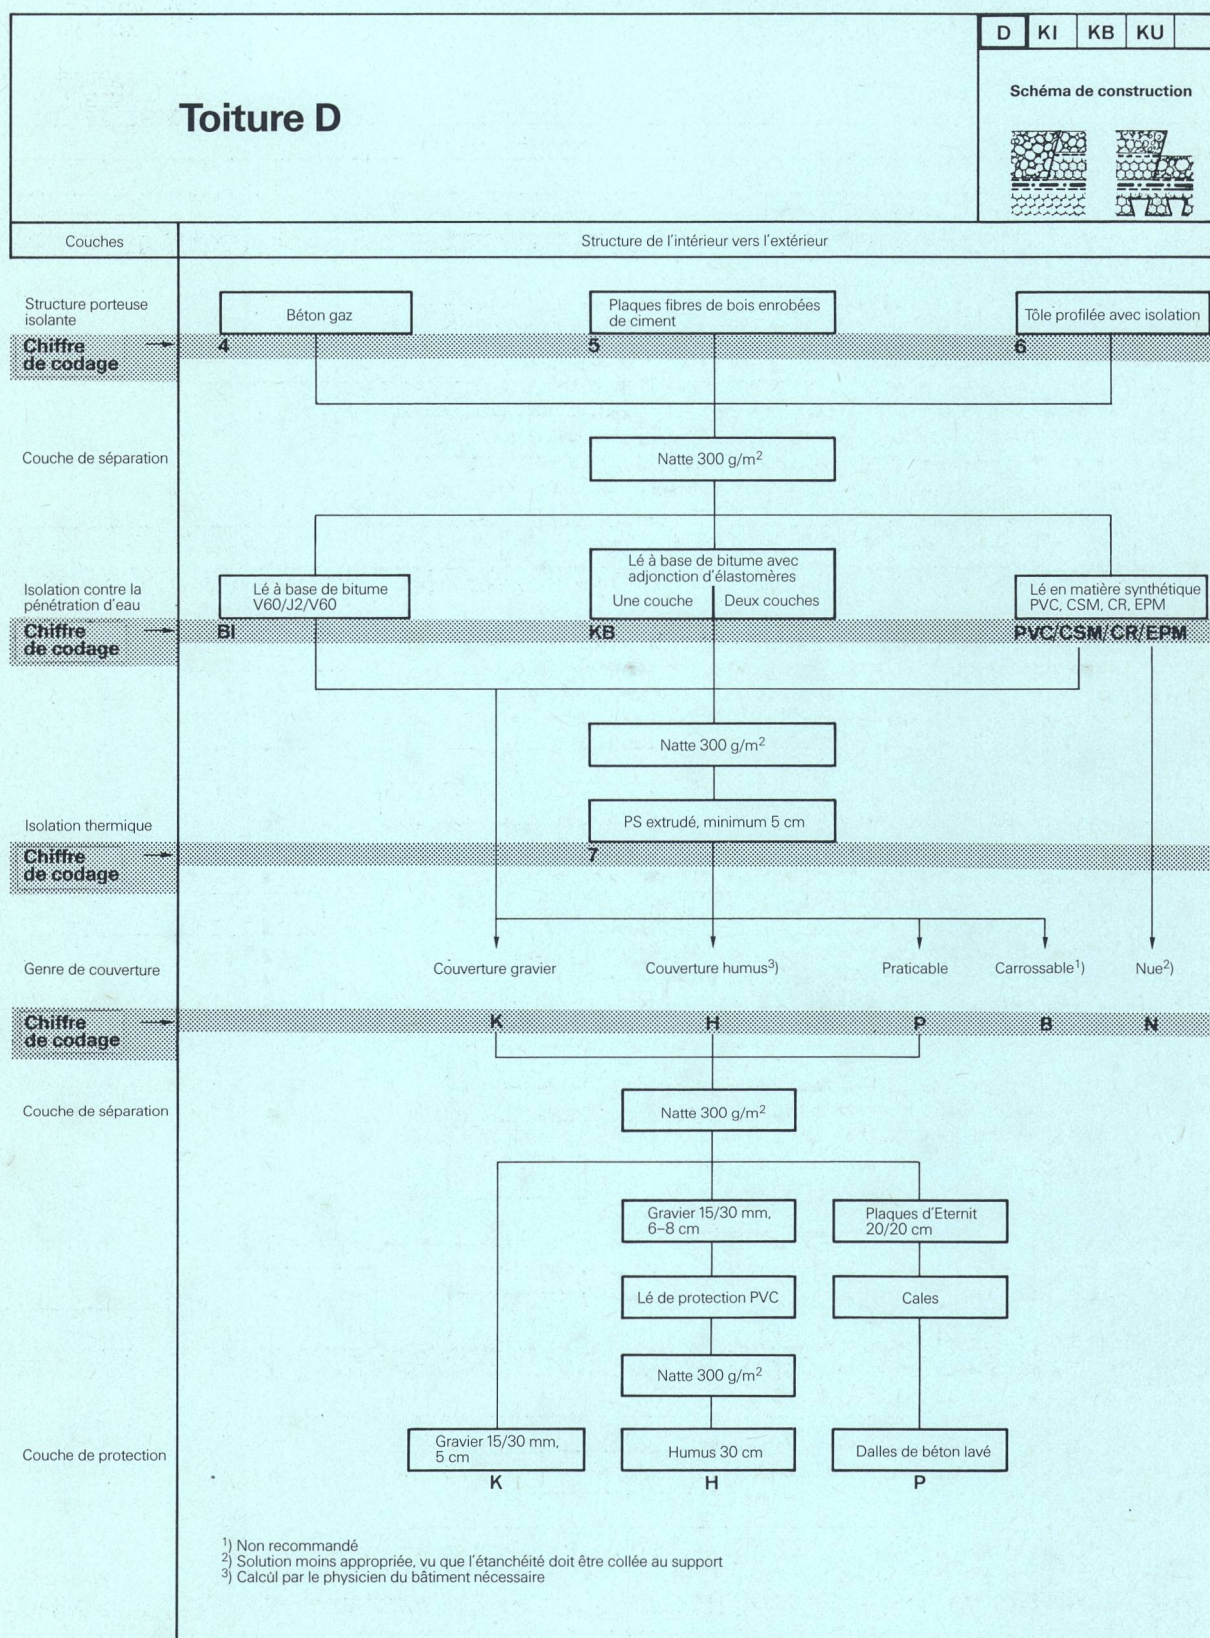 D KI KB KU
Toiture D
Schéma de construction
Couches
Structure de l'intérieur vers l'extérieur
Structure porteuse
isolante
Béton gaz
Plaques fibres de bois enrobées
de ciment
Tôle profilée avec isolation
Chiffre
de codage
4
5
6
Couche de séparation
Natte 300 g/m²
Isolation contre la
pénétration d'eau
Lé à base de bitume
V60/J2/V60
Lé à base de bitume avec
adjonction d'élastomères
Une couche
Deux couches
Lé en matière synthétique
PVC, CSM, CR, EPM
Chiffre
de codage
BI
KB
PVC/CSM/CR/EPM
Natte 300 g/m²
Isolation thermique
PS extrudé, minimum 5 cm
Chiffre
de codage
7
Genre de couverture
Couverture gravier
Couverture humus³)
Praticable
Carrossable¹)
Nue²)
Chiffre
de codage
K
H
P
B
N
Couche de séparation
Natte 300 g/m²
Gravier 15/30 mm,
6–8 cm
Plaques d'Eternit
20/20 cm
Lé de protection PVC
Cales
Natte 300 g/m²
Couche de protection
Gravier 15/30 mm,
5 cm
Humus 30 cm
Dalles de béton lavé
K
H
P
¹) Non recommandé
²) Solution moins appropriée, vu que l'étanchéité doit être collée au support
³) Calcúl par le physicien du bâtiment nécessaire